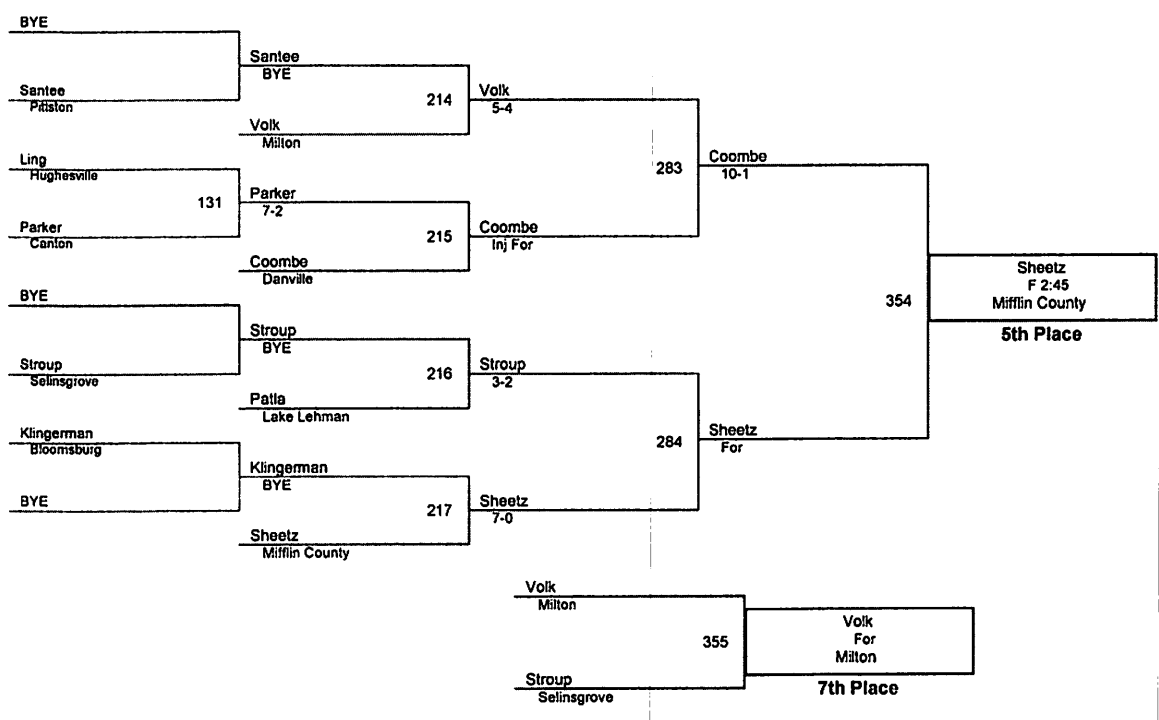 BYE
Santee
BYE
Santee
Pittston
214
Volk
5-4
Volk
Milton
Ling
Hughesville
283
Coombe
10-1
131
Parker
7-2
Parker
Canton
215
Coombe
Inj For
Coombe
Danville
BYE
354
Sheetz
F 2:45
Mifflin County
5th Place
Stroup
BYE
Stroup
Selinsgrove
216
Stroup
3-2
Patla
Lake Lehman
Klingerman
Bloomsburg
284
Sheetz
For
Klingerman
BYE
BYE
217
Sheetz
7-0
Sheetz
Mifflin County
Volk
Milton
355
Volk
For
Milton
7th Place
Stroup
Selinsgrove